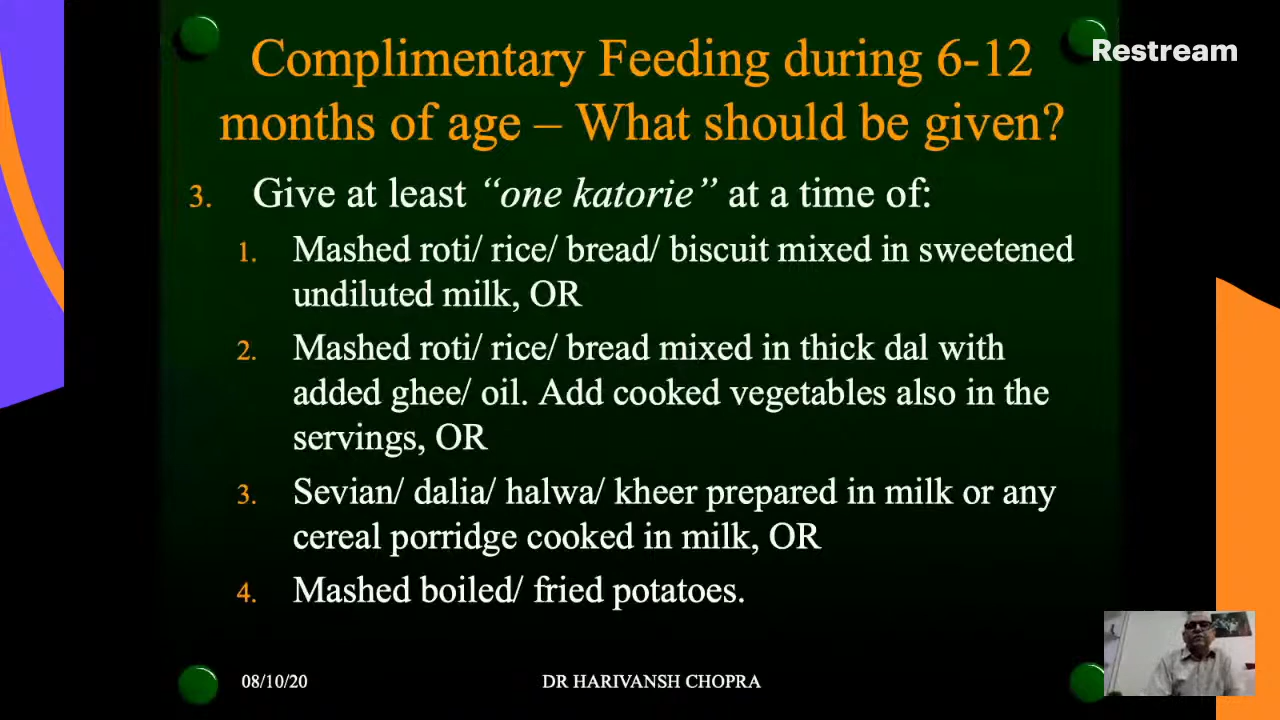 Restream
Complimentary Feeding during 6-12
months of age – What should be given?
3. Give at least “one katorie” at a time of:
1. Mashed roti/ rice/ bread/ biscuit mixed in sweetened
undiluted milk, OR
2. Mashed roti/ rice/ bread mixed in thick dal with
added ghee/ oil. Add cooked vegetables also in the
servings, OR
3. Sevian/ dalia/ halwa/ kheer prepared in milk or any
cereal porridge cooked in milk, OR
4. Mashed boiled/ fried potatoes.
08/10/20
DR HARIVANSH CHOPRA